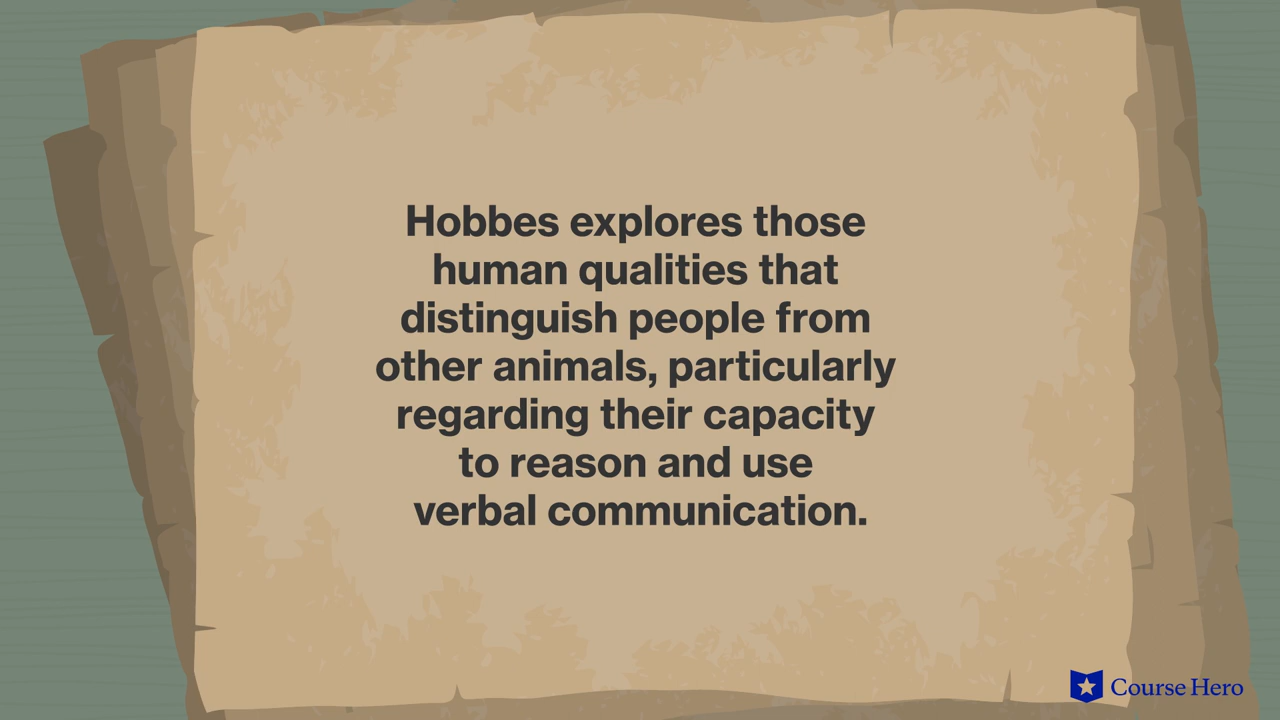 Hobbes explores those
human qualities that
distinguish people from
other animals, particularly
regarding their capacity
to reason and use
verbal communication.
Course Hero